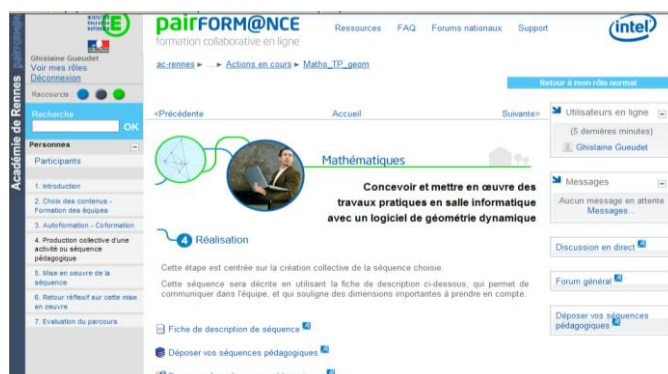 pairFORM@NCE
formation collaborative en ligne
Ressources FAQ Forums nationaux Support
intel
Académie de Rennes pairformance
Ghislaine Gueudet
Voir mes rôles
Déconnexion
Raccourcis :
ac-rennes ► ... ► Actions en cours ► Maths_TP_geom
Retour à mon rôle normal
Recherche
OK
<Précédente Accueil Suivante>
Personnes
Participants
1. Introduction
2. Choix des contenus -
Formation des équipes
3. Autoformation - Coformation
4. Production collective d'une
activité ou séquence
pédagogique
5. Mise en oeuvre de la
séquence
6. Retour réflexif sur cette mise
en oeuvre
7. Evaluation du parcours
Mathématiques
Concevoir et mettre en œuvre des
travaux pratiques en salle informatique
avec un logiciel de géométrie dynamique
4 Réalisation
Cette étape est centrée sur la création collective de la séquence choisie.
Cette séquence sera décrite en utilisant la fiche de description ci-dessous, qui permet de
communiquer dans l'équipe, et qui souligne des dimensions importantes à prendre en compte.
Fiche de description de séquence
Déposer vos séquences pédagogiques
Utilisateurs en ligne
(5 dernières minutes)
Ghislaine Gueudet
Messages
Aucun message en attente
Messages...
Discussion en direct
Forum général
Déposer vos séquences
pédagogiques